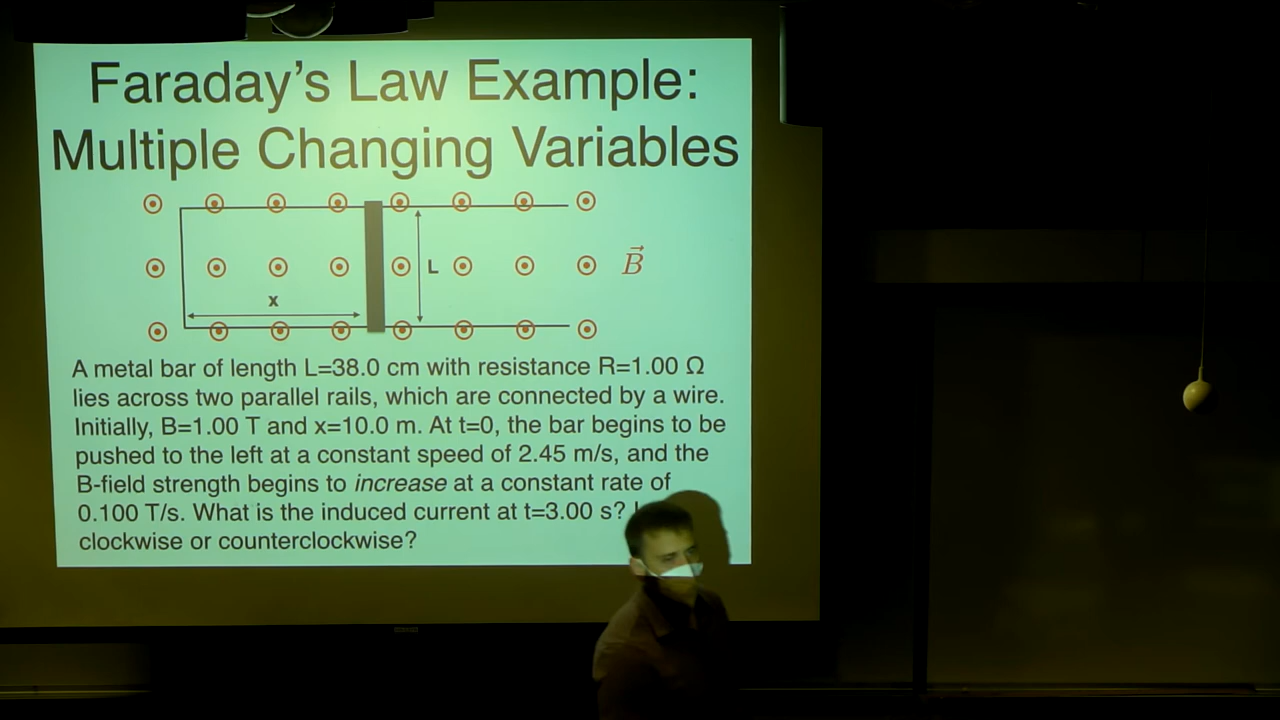 Faraday's Law Example:
Multiple Changing Variables
B
L
x
A metal bar of length L=38.0 cm with resistance R=1.00 Ω
lies across two parallel rails, which are connected by a wire.
Initially, B=1.00 T and x=10.0 m. At t=0, the bar begins to be
pushed to the left at a constant speed of 2.45 m/s, and the
B-field strength begins to increase at a constant rate of
0.100 T/s. What is the induced current at t=3.00 s?
clockwise or counterclockwise?